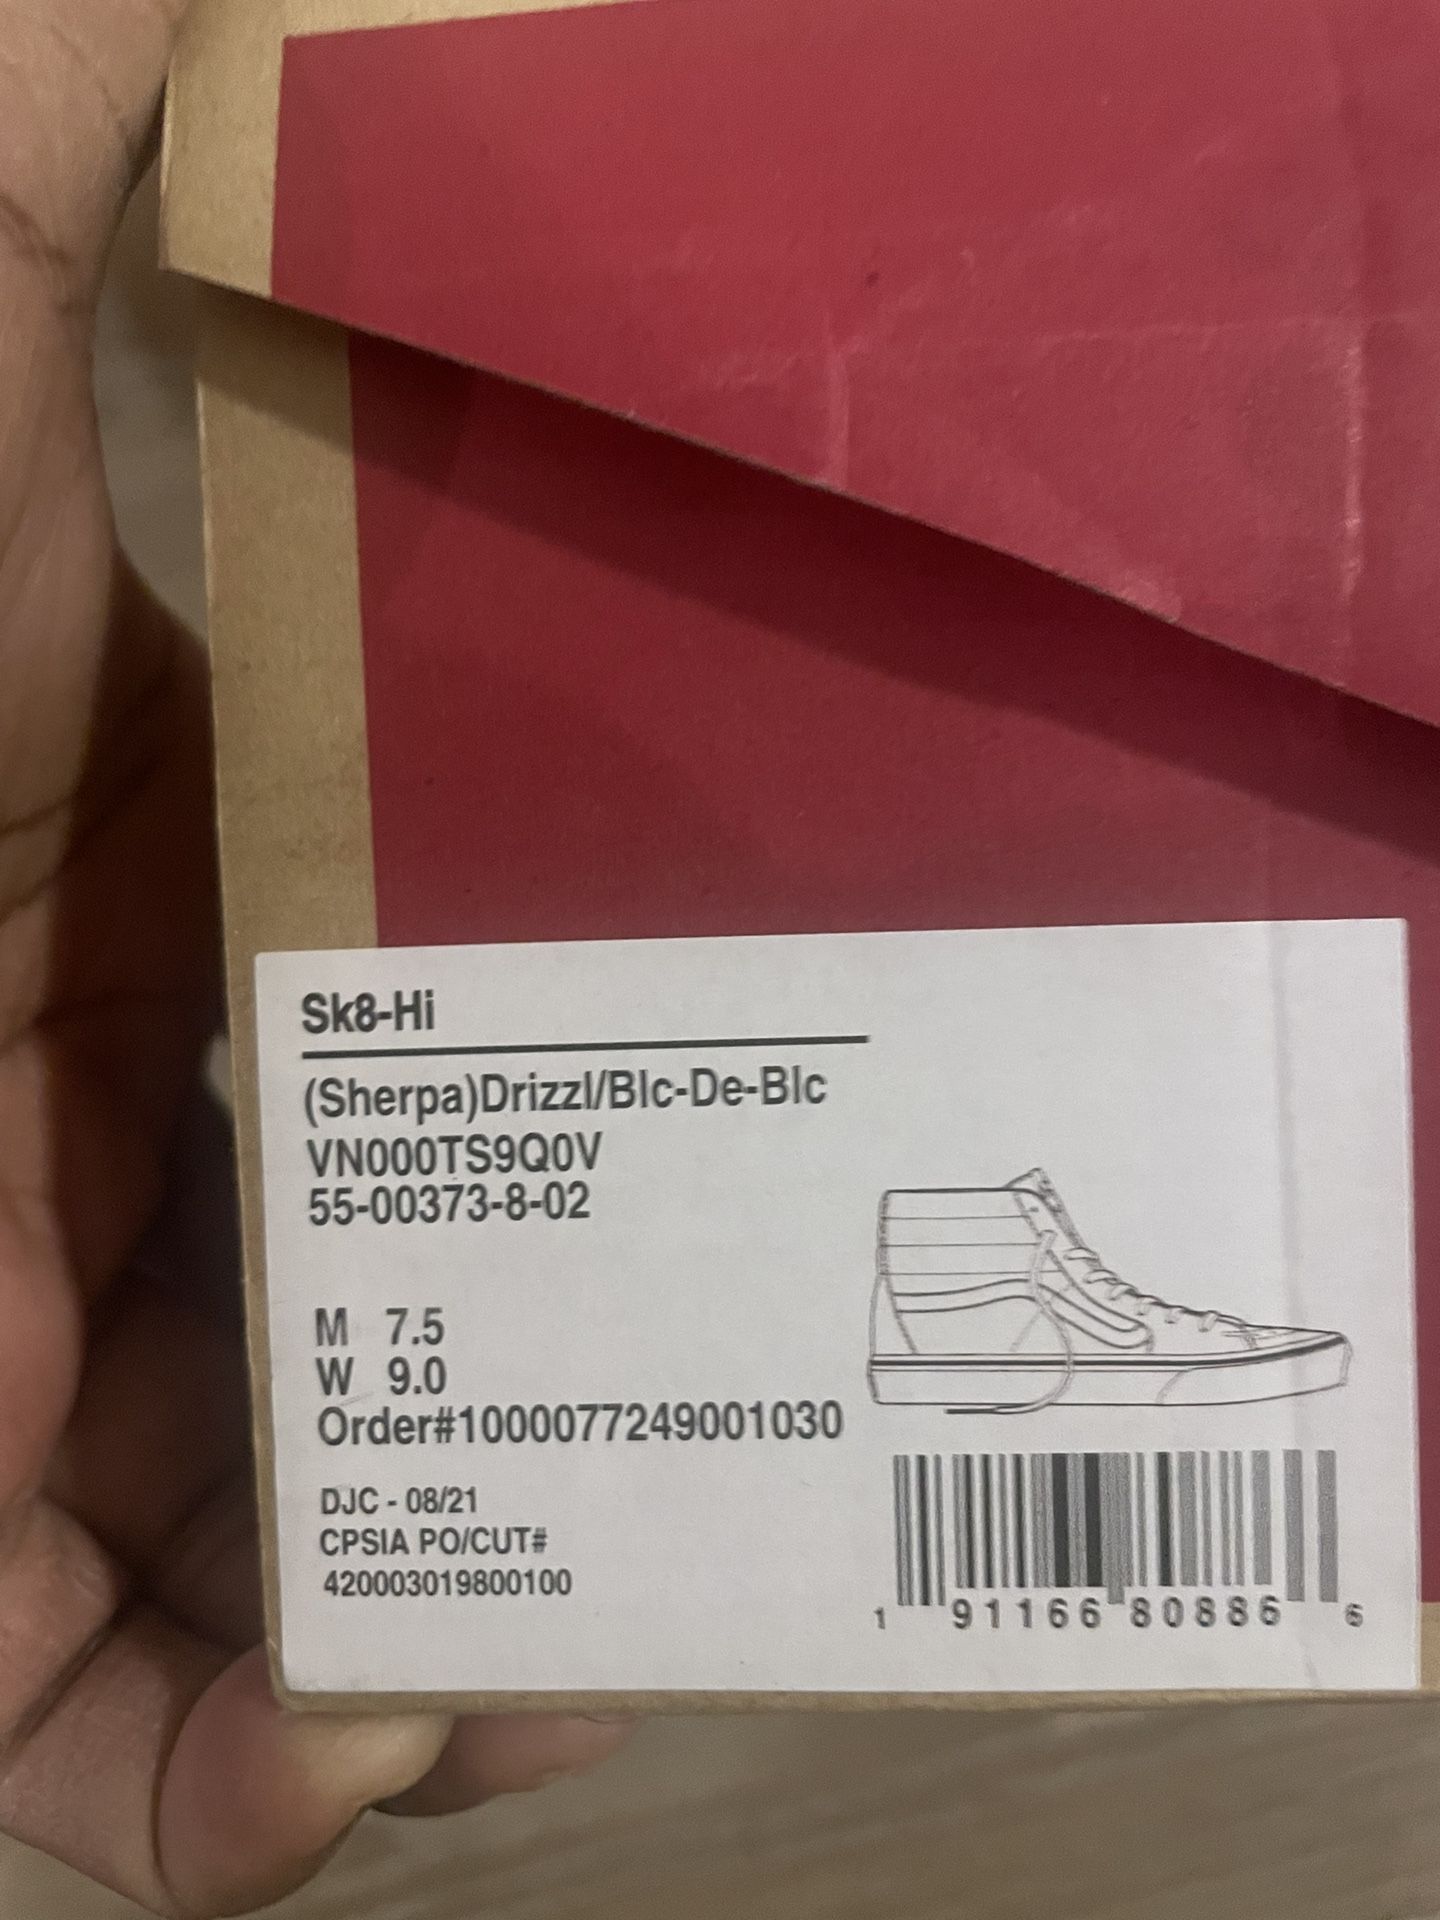 Sk8-Hi
(Sherpa)Drizzl/Blc-De-Blc
VN000TS9Q0V
55-00373-8-02
M 7.5
W 9.0
Order#1000077249001030
DJC - 08/21
CPSIA PO/CUT#
420003019800100
1 91166 80886 6